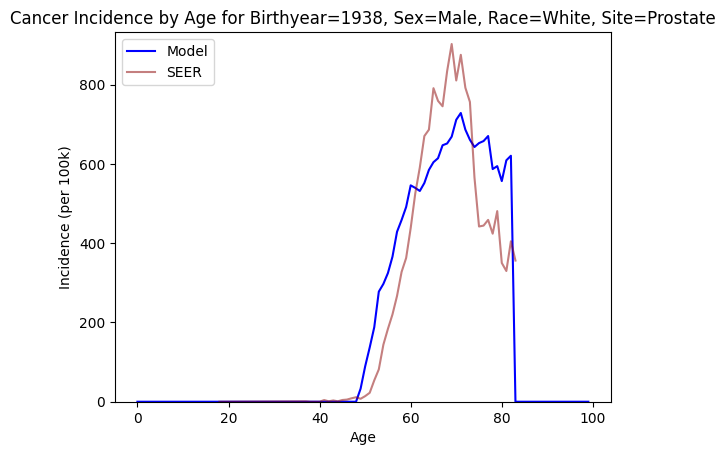 Cancer Incidence by Age for Birthyear=1938, Sex=Male, Race=White, Site=Prostate
Model
SEER
Incidence (per 100k)
800
600
400
200
0
0 20 40 60 80 100
Age